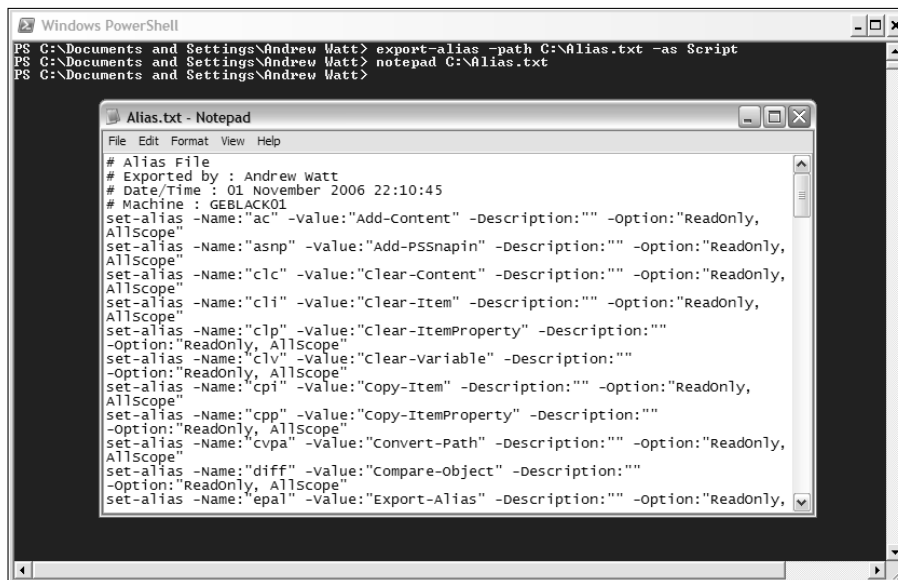 Windows PowerShell
PS C:\Documents and Settings\Andrew Watt> export-alias -path C:\Alias.txt -as Script
PS C:\Documents and Settings\Andrew Watt> notepad C:\Alias.txt
PS C:\Documents and Settings\Andrew Watt>
Alias.txt - Notepad
File Edit Format View Help
# Alias File
# Exported by : Andrew Watt
# Date/Time : 01 November 2006 22:10:45
# Machine : GEBLACK01
set-alias -Name:"ac" -Value:"Add-Content" -Description:"" -Option:"ReadOnly,
AllScope"
set-alias -Name:"asnp" -Value:"Add-PSSnapin" -Description:"" -Option:"ReadOnly,
AllScope"
set-alias -Name:"clc" -Value:"Clear-Content" -Description:"" -Option:"ReadOnly,
AllScope"
set-alias -Name:"cli" -Value:"Clear-Item" -Description:"" -Option:"ReadOnly,
AllScope"
set-alias -Name:"clp" -Value:"Clear-ItemProperty" -Description:""
-Option:"ReadOnly, AllScope"
set-alias -Name:"clv" -Value:"Clear-Variable" -Description:""
-Option:"ReadOnly, AllScope"
set-alias -Name:"cpi" -Value:"Copy-Item" -Description:"" -Option:"ReadOnly,
AllScope"
set-alias -Name:"cpp" -Value:"Copy-ItemProperty" -Description:""
-Option:"ReadOnly, AllScope"
set-alias -Name:"cvpa" -Value:"Convert-Path" -Description:"" -Option:"ReadOnly,
AllScope"
set-alias -Name:"diff" -Value:"Compare-Object" -Description:""
-Option:"ReadOnly, AllScope"
set-alias -Name:"epal" -Value:"Export-Alias" -Description:"" -Option:"ReadOnly,